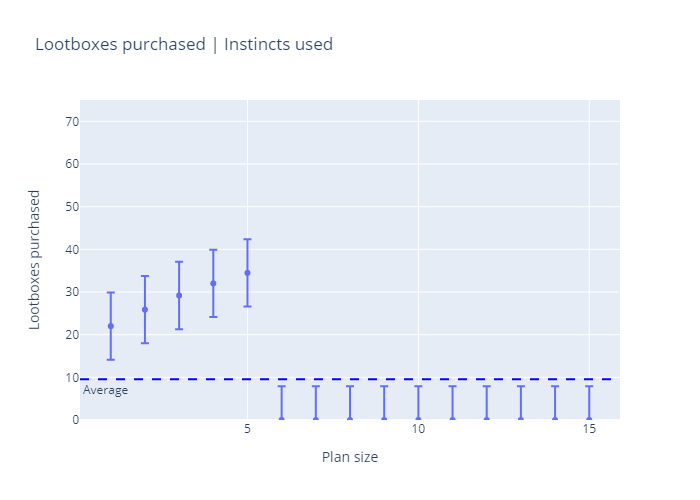 Lootboxes purchased | Instincts used
Lootboxes purchased
70
60
50
40
30
20
10
0
Average
5
10
15
Plan size